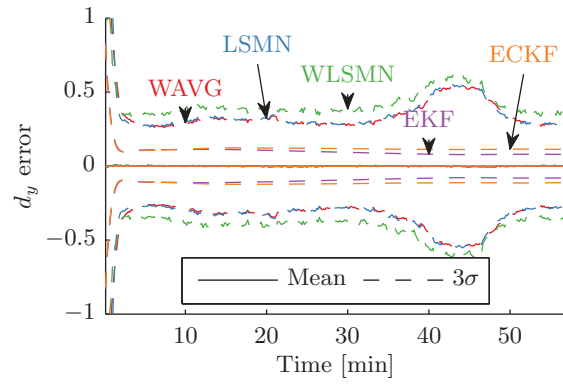 1
LSMN
ECKF
WAVG
WLSMN
0.5
EKF
0
d_y error
−0.5
Mean
3σ
−1
10
20
30
40
50
Time [min]